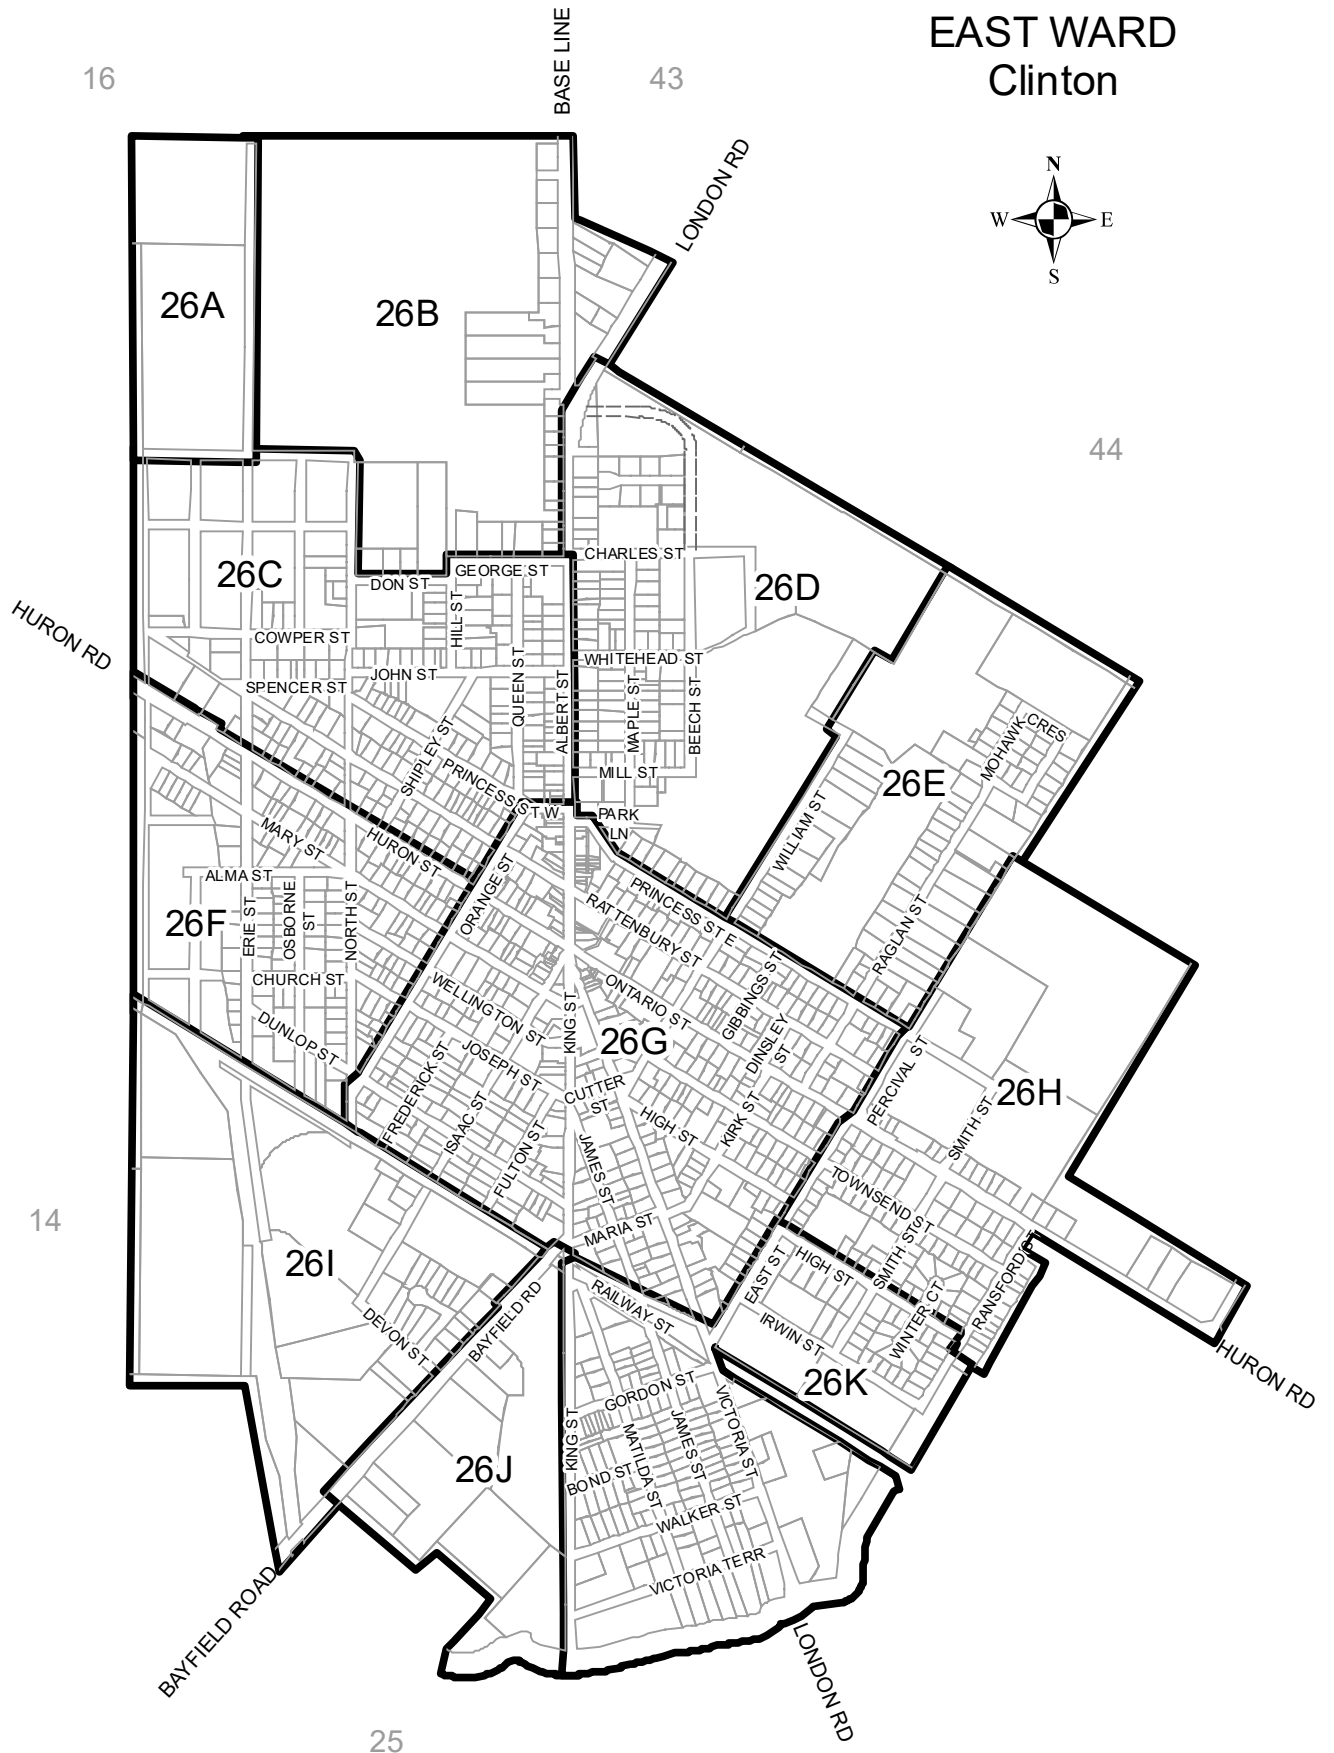 EAST WARD
Clinton
BASE LINE
16
43
LONDON RD
N
W
E
S
26A
26B
44
CHARLES ST
GEORGE ST
DON ST
26C
26D
HILL ST
HURON RD
COWPER ST
WHITEHEAD ST
JOHN ST
SPENCER ST
QUEEN ST
ALBERT ST
MAPLE ST
BEECH ST
SHIPLEY ST
MOHAWK CRES
MILL ST
26E
PRINCESS ST W
PARK
LN
WILLIAM ST
MARY ST
HURON ST
ALMA ST
ORANGE ST
PRINCESS ST E
RATTENBURY ST
26F
ERIE ST
OSBORNE
ST
NORTH ST
RAGLAN ST
CHURCH ST
WELLINGTON ST
ONTARIO ST
GIBBINGS ST
DUNLOP ST
KING ST
26G
DINSLEY
ST
FREDERICK ST
JOSEPH ST
PERCIVAL ST
26H
CUTTER
ST
ISAAC ST
HIGH ST
KIRK ST
SMITH ST
FULTON ST
JAMES ST
TOWNSEND ST
14
MARIA ST
26I
EAST ST
HIGH ST
SMITH ST
RANSFORD ST
DEVON ST
BAYFIELD RD
RAILWAY ST
IRWIN ST
WINTER CT
26K
HURON RD
GORDON ST
VICTORIA ST
KING ST
JAMES ST
MATILDA ST
26J
BOND ST
WALKER ST
VICTORIA TERR
BAYFIELD ROAD
LONDON RD
25